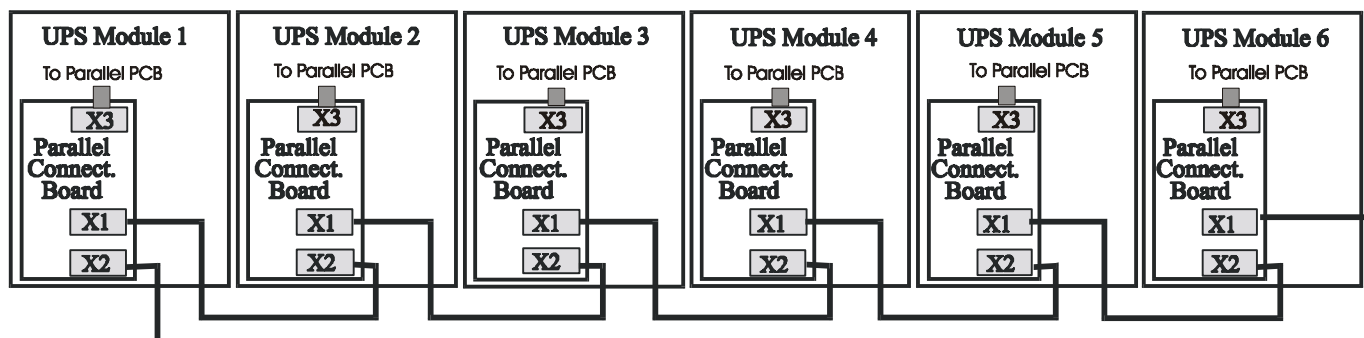 UPS Module 1
To Parallel PCB
X3
Parallel
Connect.
Board
X1
X2
UPS Module 2
To Parallel PCB
X3
Parallel
Connect.
Board
X1
X2
UPS Module 3
To Parallel PCB
X3
Parallel
Connect.
Board
X1
X2
UPS Module 4
To Parallel PCB
X3
Parallel
Connect.
Board
X1
X2
UPS Module 5
To Parallel PCB
X3
Parallel
Connect.
Board
X1
X2
UPS Module 6
To Parallel PCB
X3
Parallel
Connect.
Board
X1
X2